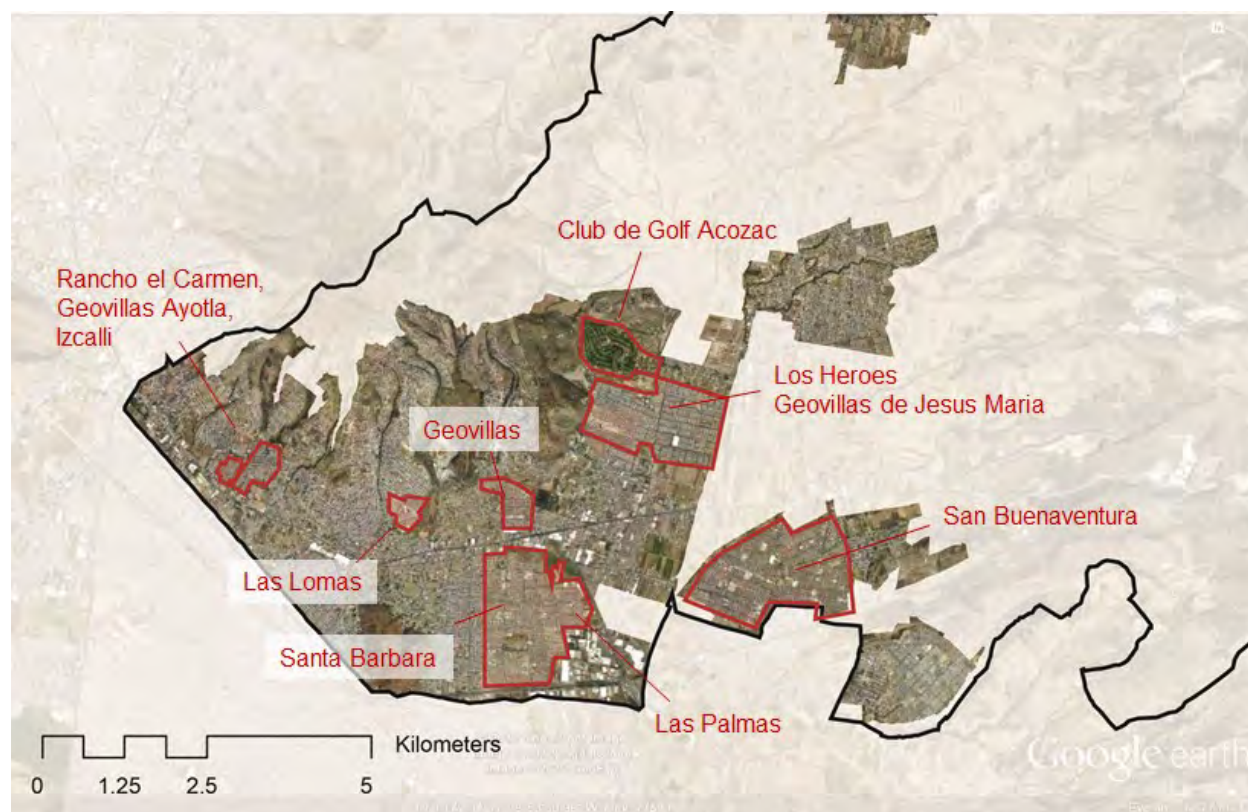 Club de Golf Acozac
Rancho el Carmen,
Geovillas Ayotla,
Izcalli
Los Heroes
Geovillas de Jesus Maria
Geovillas
San Buenaventura
Las Lomas
Santa Barbara
Las Palmas
Kilometers
0 1.25 2.5 5
Google earth